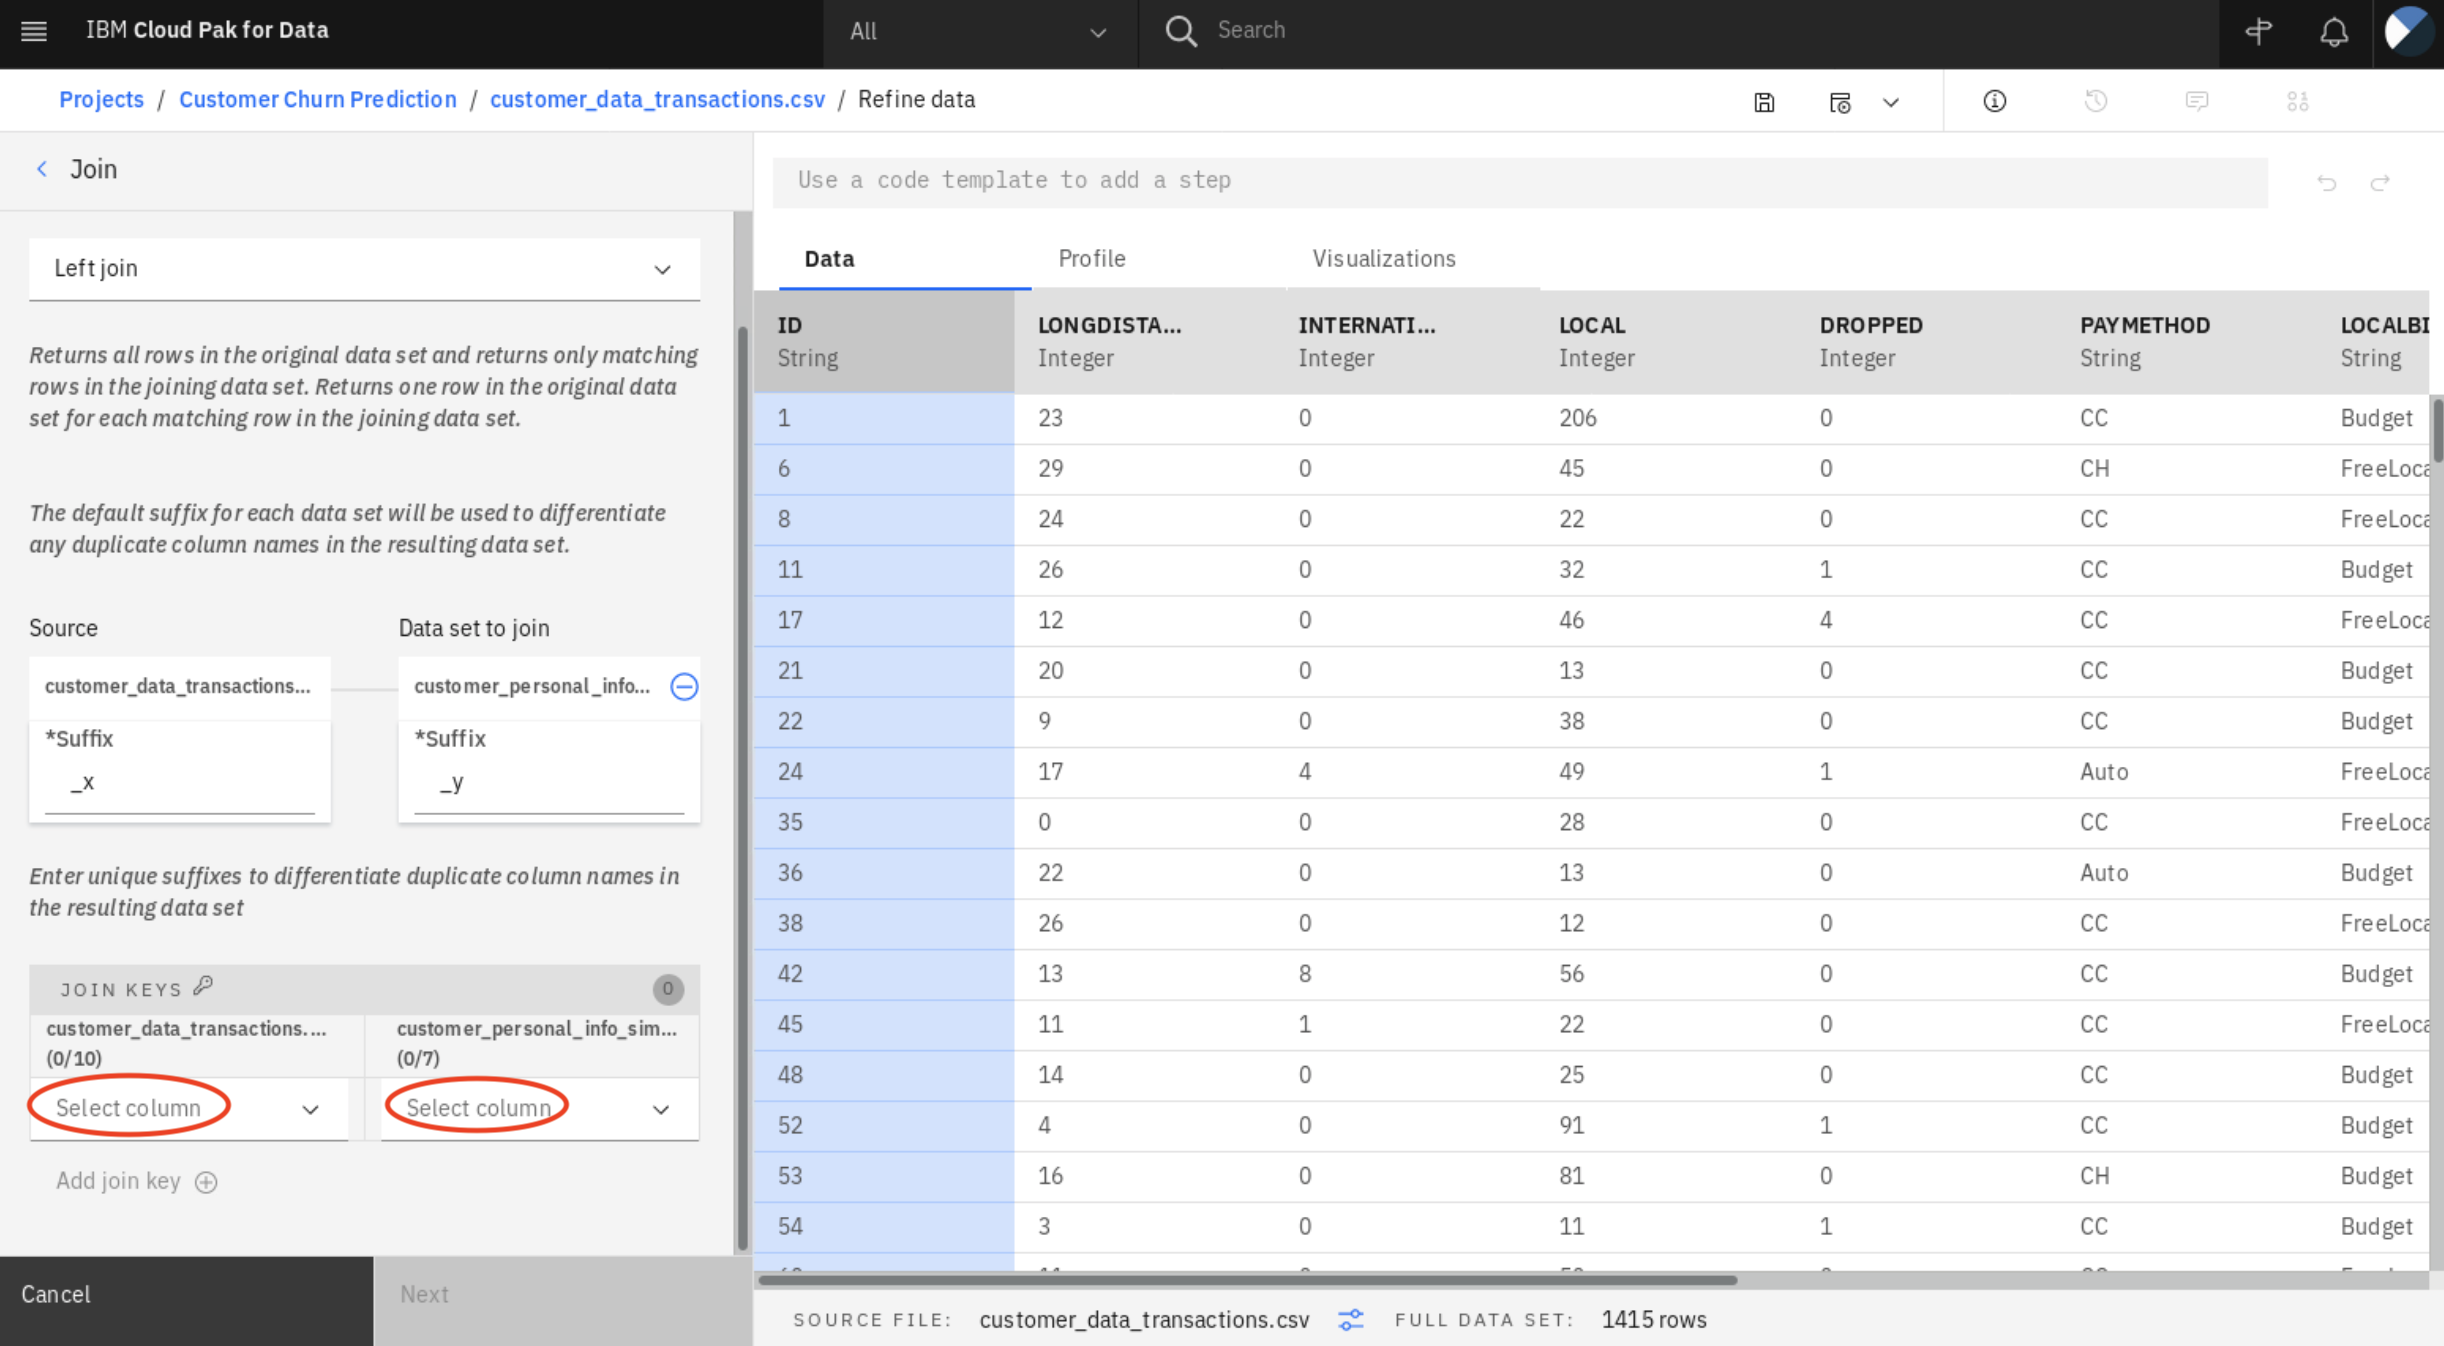 IBM Cloud Pak for Data
All
Search
Projects / Customer Churn Prediction / customer_data_transactions.csv / Refine data
Join
Left join
Returns all rows in the original data set and returns only matching
rows in the joining data set. Returns one row in the original data
set for each matching row in the joining data set.
The default suffix for each data set will be used to differentiate
any duplicate column names in the resulting data set.
Source Data set to join
customer_data_transactions... customer_personal_info...
*Suffix *Suffix
_x _y
Enter unique suffixes to differentiate duplicate column names in
the resulting data set
JOIN KEYS 0
customer_data_transactions.... customer_personal_info_sim...
(0/10) (0/7)
Select column Select column
Add join key
Cancel Next
Use a code template to add a step
Data Profile Visualizations
ID LONGDISTA... INTERNATI... LOCAL DROPPED PAYMETHOD LOCALBI
String Integer Integer Integer Integer String String
1 23 0 206 0 CC Budget
6 29 0 45 0 CH FreeLoca
8 24 0 22 0 CC FreeLoca
11 26 0 32 1 CC Budget
17 12 0 46 4 CC FreeLoca
21 20 0 13 0 CC Budget
22 9 0 38 0 CC Budget
24 17 4 49 1 Auto FreeLoca
35 0 0 28 0 CC FreeLoca
36 22 0 13 0 Auto Budget
38 26 0 12 0 CC FreeLoca
42 13 8 56 0 CC Budget
45 11 1 22 0 CC FreeLoca
48 14 0 25 0 CC Budget
52 4 0 91 1 CC Budget
53 16 0 81 0 CH Budget
54 3 0 11 1 CC Budget
SOURCE FILE: customer_data_transactions.csv FULL DATA SET: 1415 rows